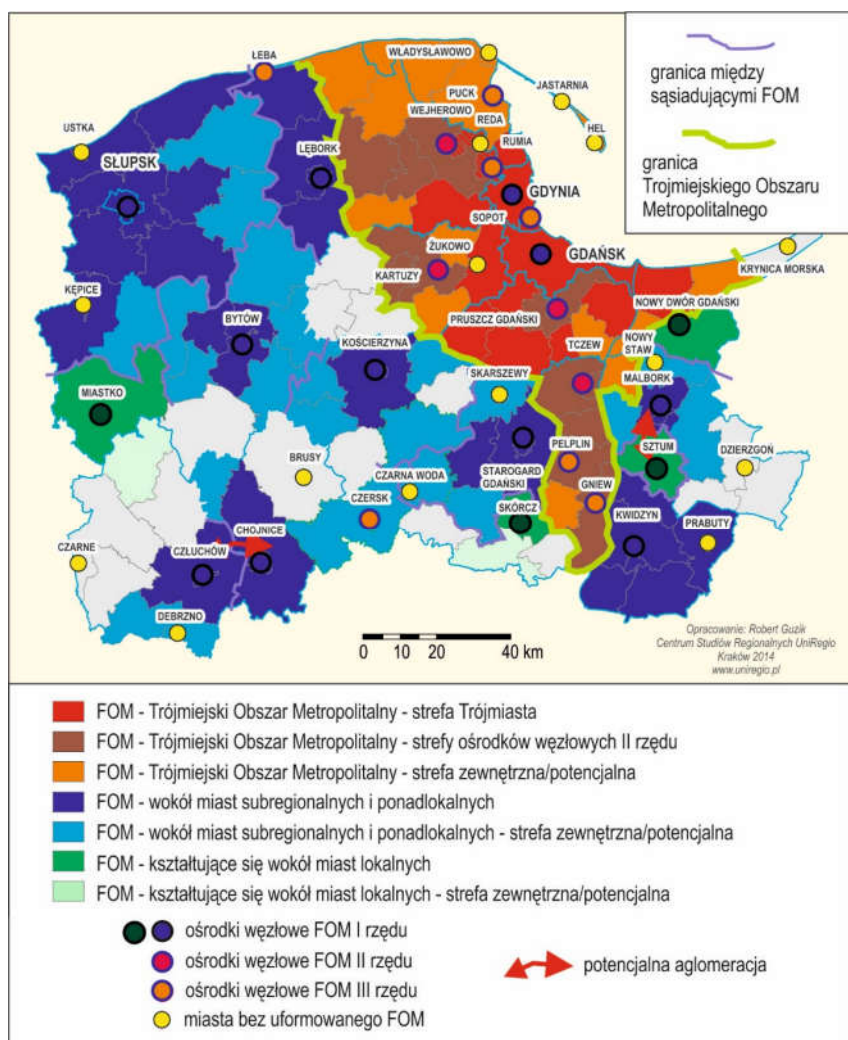 ŁEBA
WŁADYSŁAWOWO
JASTARNIA
PUCK
WEJHEROWO
REDA
HEL
RUMIA
USTKA
SŁUPSK
LĘBORK
GDYNIA
SOPOT
ŻUKOWO
GDAŃSK
KRYNICA MORSKA
KARTUZY
KĘPICE
NOWY DWÓR GDAŃSKI
BYTÓW
PRUSZCZ GDAŃSKI
KOŚCIERZYNA
TCZEW
NOWY
STAW
SKARSZEWY
MALBORK
MIASTKO
BRUSY
PELPLIN
SZTUM
DZIERZGOŃ
CZARNA WODA
STAROGARD
GDAŃSKI
GNIEW
CZERSK
SKÓRCZ
CHOJNICE
KWIDZYN
PRABUTY
CZARNE
CZŁUCHÓW
DEBRZNO
0 10 20 40 km
Opracowanie: Robert Guzik
Centrum Studiów Regionalnych UniRegio
Kraków 2014
www.uniregio.pl
granica między
sąsiadującymi FOM
granica
Trojmiejskiego Obszaru
Metropolitalnego
FOM - Trójmiejski Obszar Metropolitalny - strefa Trójmiasta
FOM - Trójmiejski Obszar Metropolitalny - strefy ośrodków węzłowych II rzędu
FOM - Trójmiejski Obszar Metropolitalny - strefa zewnętrzna/potencjalna
FOM - wokół miast subregionalnych i ponadlokalnych
FOM - wokół miast subregionalnych i ponadlokalnych - strefa zewnętrzna/potencjalna
FOM - kształtujące się wokół miast lokalnych
FOM - kształtujące się wokół miast lokalnych - strefa zewnętrzna/potencjalna
ośrodki węzłowe FOM I rzędu
ośrodki węzłowe FOM II rzędu
ośrodki węzłowe FOM III rzędu
miasta bez uformowanego FOM
potencjalna aglomeracja